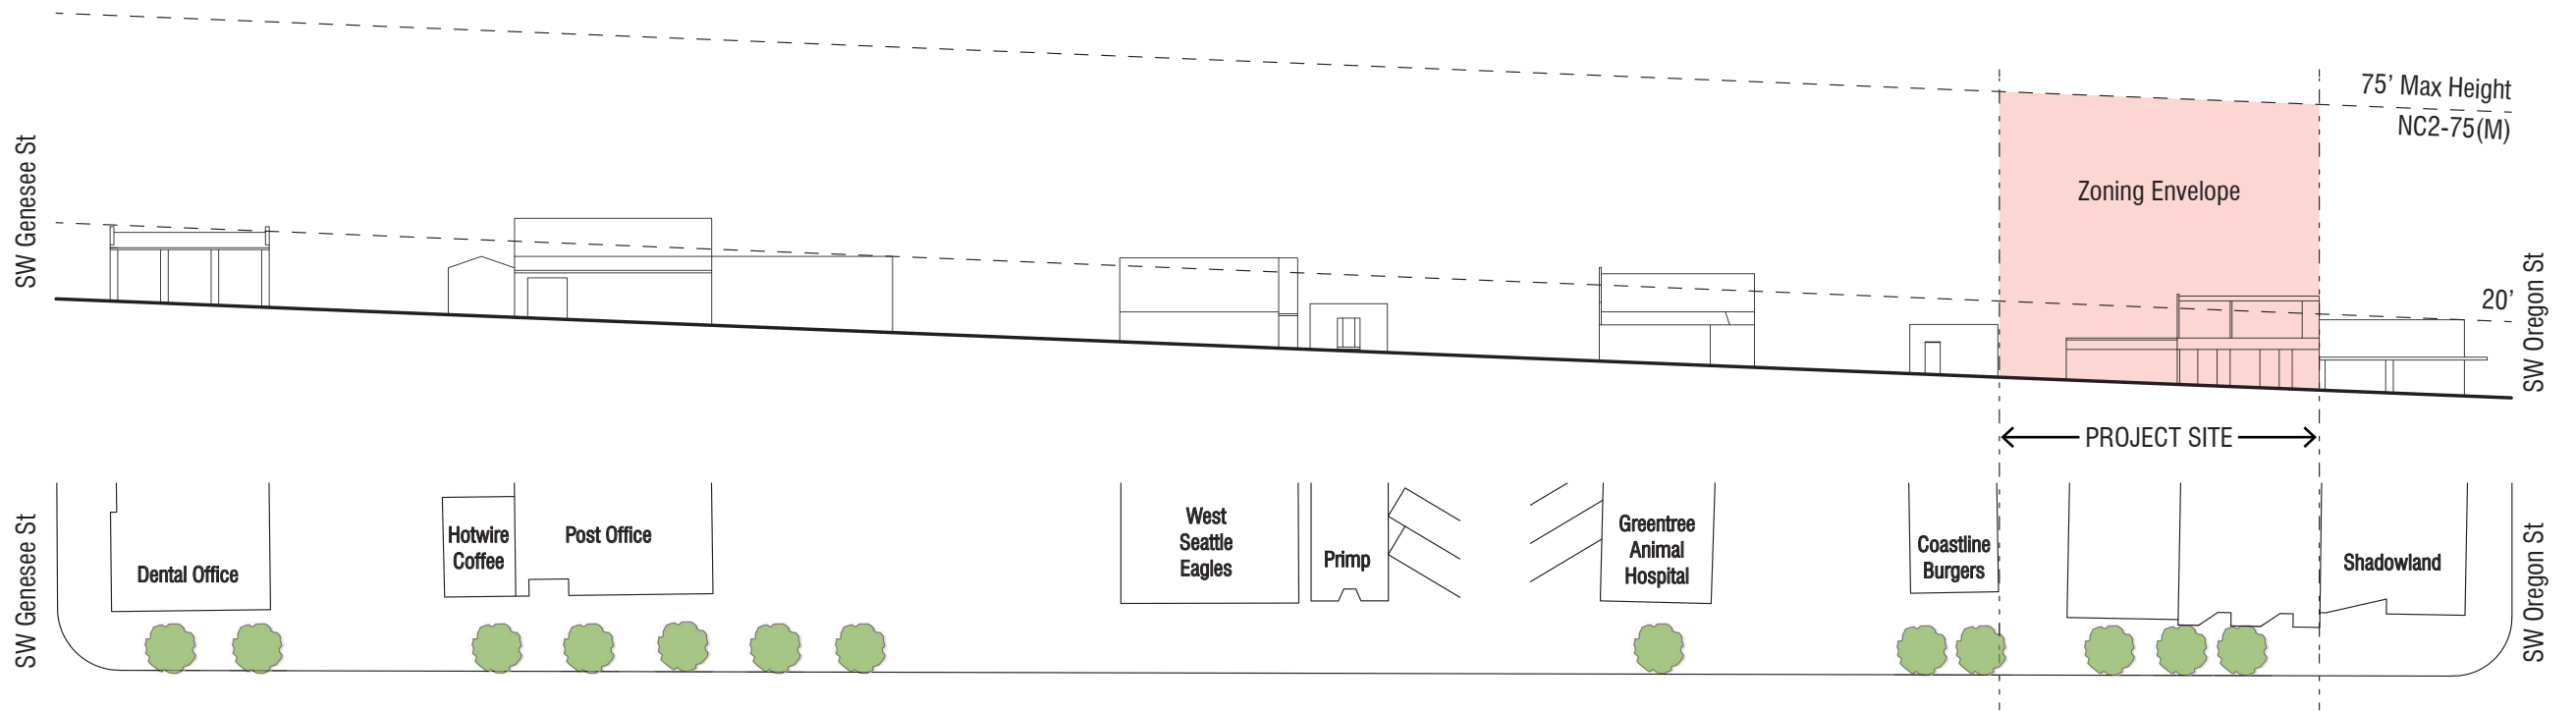 75’ Max Height
NC2-75(M)
SW Genesee St
Zoning Envelope
20’
SW Oregon St
PROJECT SITE
SW Genesee St
Dental Office
Hotwire
Coffee
Post Office
West
Seattle
Eagles
Primp
Greentree
Animal
Hospital
Coastline
Burgers
Shadowland
SW Oregon St